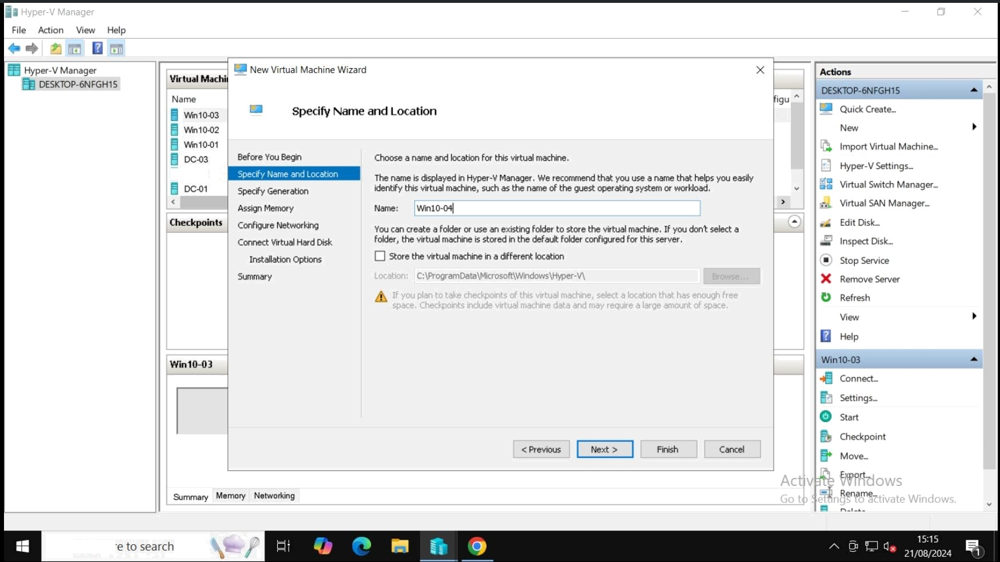 Hyper-V Manager
File Action View Help
Hyper-V Manager
DESKTOP-6NFGH15
Virtual Machi
Name
figu
Win10-03
Win10-02
Win10-01
DC-03
DC-01
Checkpoints
Win10-03
Summary Memory Networking
New Virtual Machine Wizard
Specify Name and Location
Before You Begin
Specify Name and Location
Specify Generation
Assign Memory
Configure Networking
Connect Virtual Hard Disk
Installation Options
Summary
Choose a name and location for this virtual machine.
The name is displayed in Hyper-V Manager. We recommend that you use a name that helps you easily
identify this virtual machine, such as the name of the guest operating system or workload.
Name: Win10-04
You can create a folder or use an existing folder to store the virtual machine. If you don't select a
folder, the virtual machine is stored in the default folder configured for this server.
Store the virtual machine in a different location
Location: C:\ProgramData\Microsoft\Windows\Hyper-V\ Browse...
If you plan to take checkpoints of this virtual machine, select a location that has enough free
space. Checkpoints include virtual machine data and may require a large amount of space.
< Previous Next > Finish Cancel
Actions
DESKTOP-6NFGH15
Quick Create...
New
Import Virtual Machine...
Hyper-V Settings...
Virtual Switch Manager...
Virtual SAN Manager...
Edit Disk...
Inspect Disk...
Stop Service
Remove Server
Refresh
View
Help
Win10-03
Connect...
Settings...
Start
Checkpoint
Move...
Export...
Rename...
Delete
Activate Windows
Go to Settings to activate Windows.
re to search
15:15
21/08/2024
1